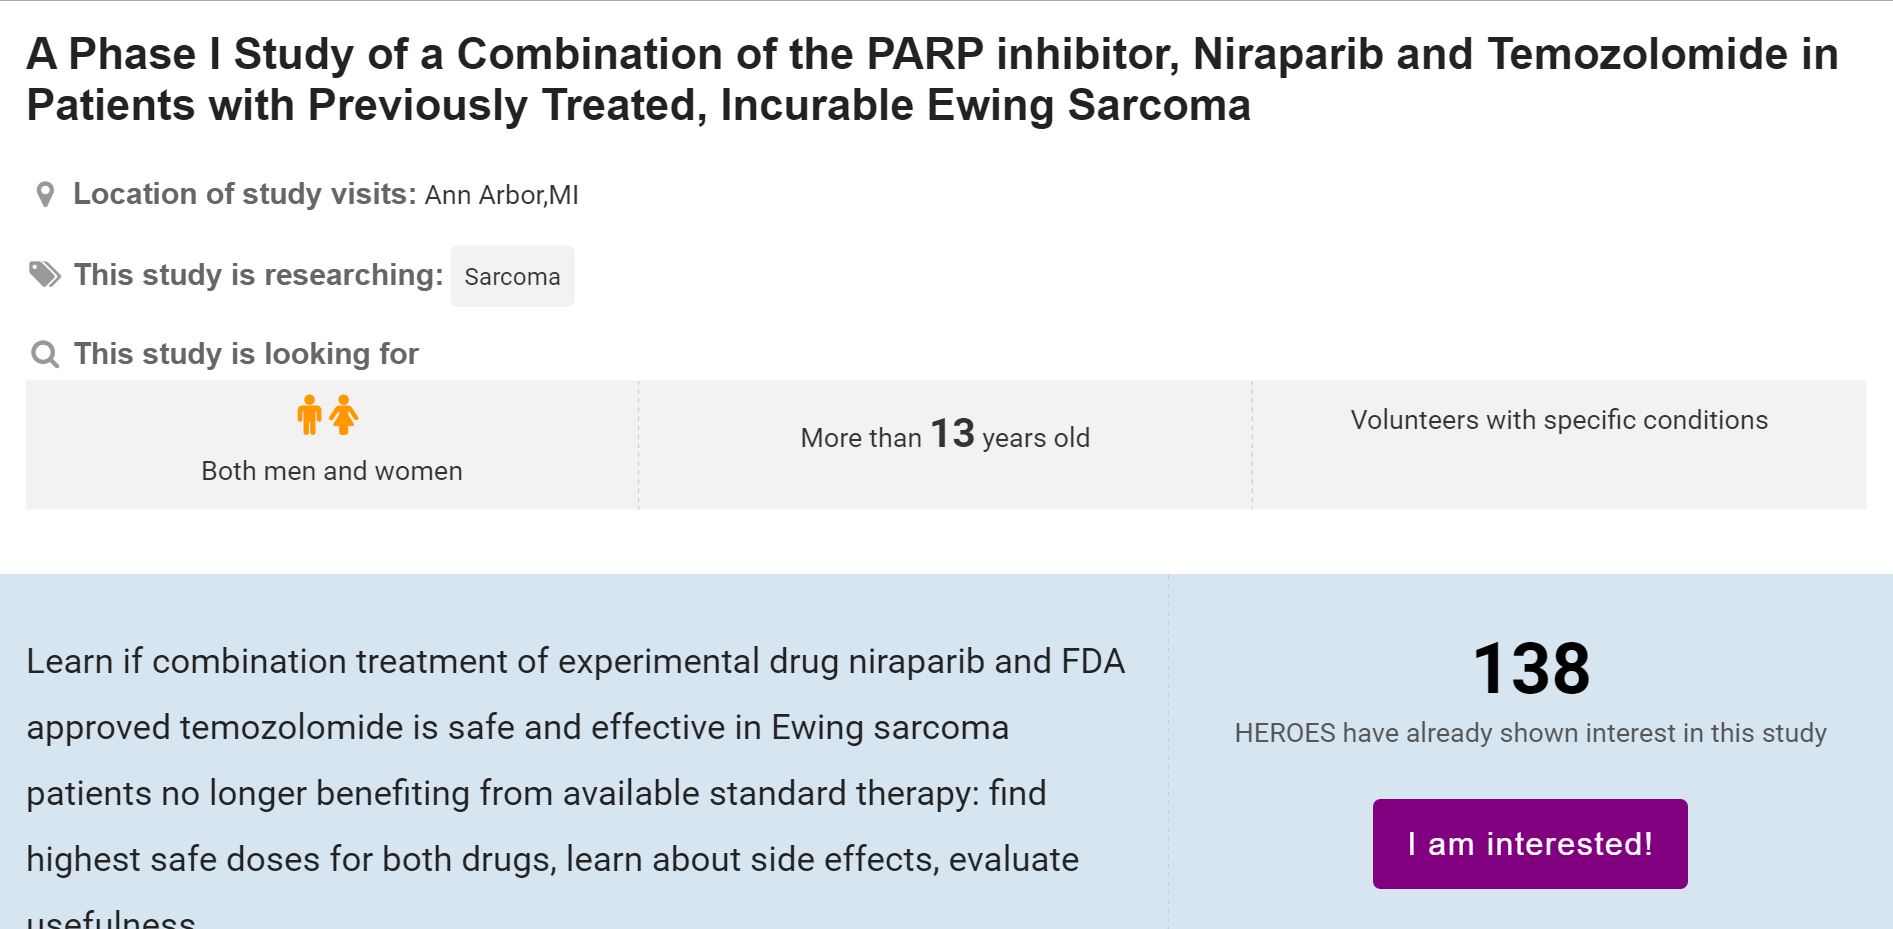 A Phase I Study of a Combination of the PARP inhibitor, Niraparib and Temozolomide in
Patients with Previously Treated, Incurable Ewing Sarcoma
Location of study visits: Ann Arbor,MI
This study is researching: Sarcoma
This study is looking for
Both men and women
More than 13 years old
Volunteers with specific conditions
Learn if combination treatment of experimental drug niraparib and FDA
approved temozolomide is safe and effective in Ewing sarcoma
patients no longer benefiting from available standard therapy: find
highest safe doses for both drugs, learn about side effects, evaluate
usefulness
138
HEROES have already shown interest in this study
I am interested!